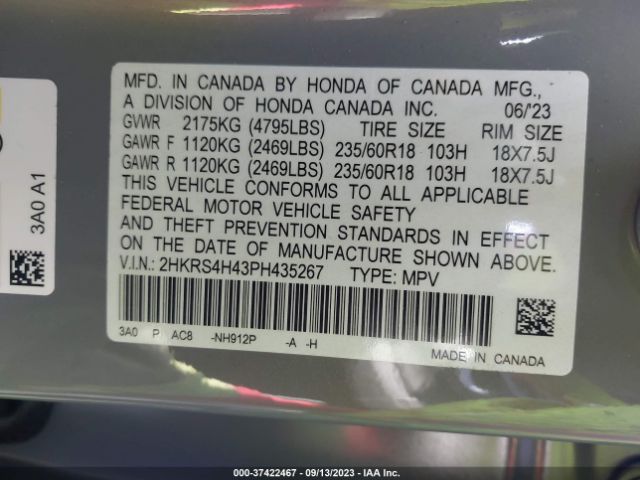 MFD. IN CANADA BY HONDA OF CANADA MFG.,
A DIVISION OF HONDA CANADA INC. 06/'23
GVWR 2175KG (4795LBS) TIRE SIZE RIM SIZE
GAWR F 1120KG (2469LBS) 235/60R18 103H 18X7.5J
GAWR R 1120KG (2469LBS) 235/60R18 103H 18X7.5J
THIS VEHICLE CONFORMS TO ALL APPLICABLE
FEDERAL MOTOR VEHICLE SAFETY
AND THEFT PREVENTION STANDARDS IN EFFECT
ON THE DATE OF MANUFACTURE SHOWN ABOVE.
V.I.N.: 2HKRS4H43PH435267 TYPE: MPV
3A0 P AC8 -NH912P -A -H
MADE IN CANADA
3A0 A1
000-37422467 - 09/13/2023 - IAA Inc.